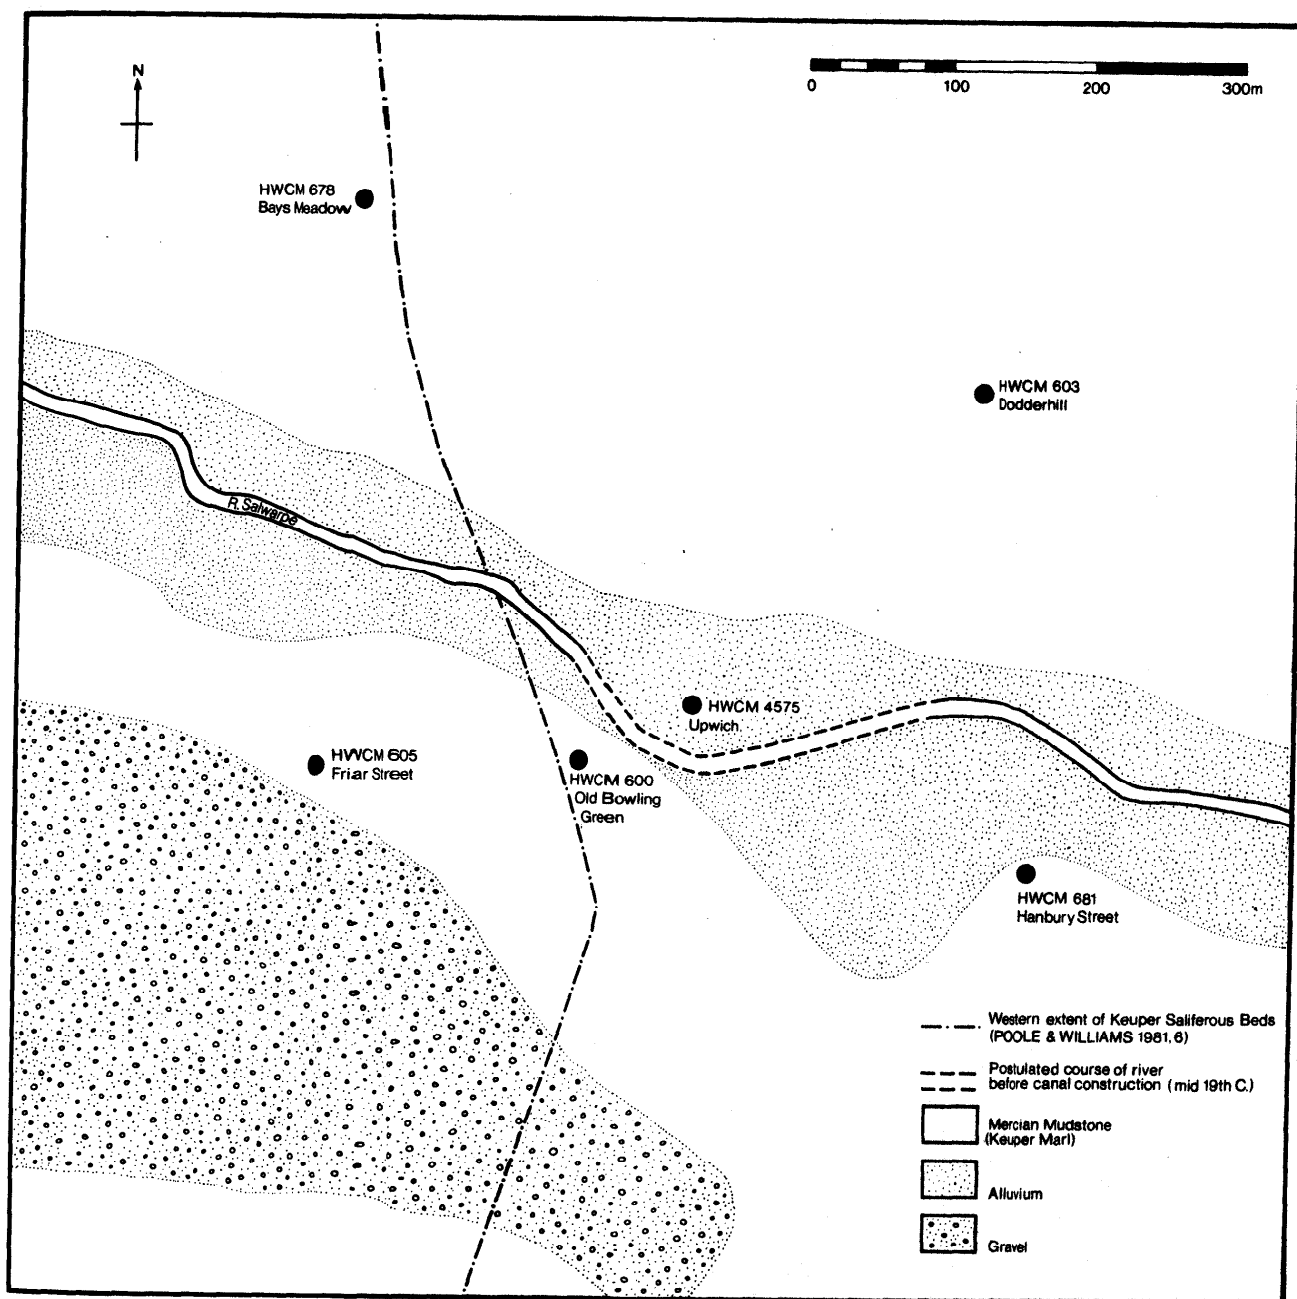 N
0 100 200 300m
HWCM 678
Bays Meadow
HWCM 603
Dodderhill
R. Salwarpe
HWCM 4575
Upwich
HWCM 605
Friar Street
HWCM 600
Old Bowling
Green
HWCM 681
Hanbury Street
Western extent of Keuper Saliferous Beds
(POOLE & WILLIAMS 1981, 6)
Postulated course of river
before canal construction (mid 19th C.)
Mercian Mudstone
(Keuper Marl)
Alluvium
Gravel